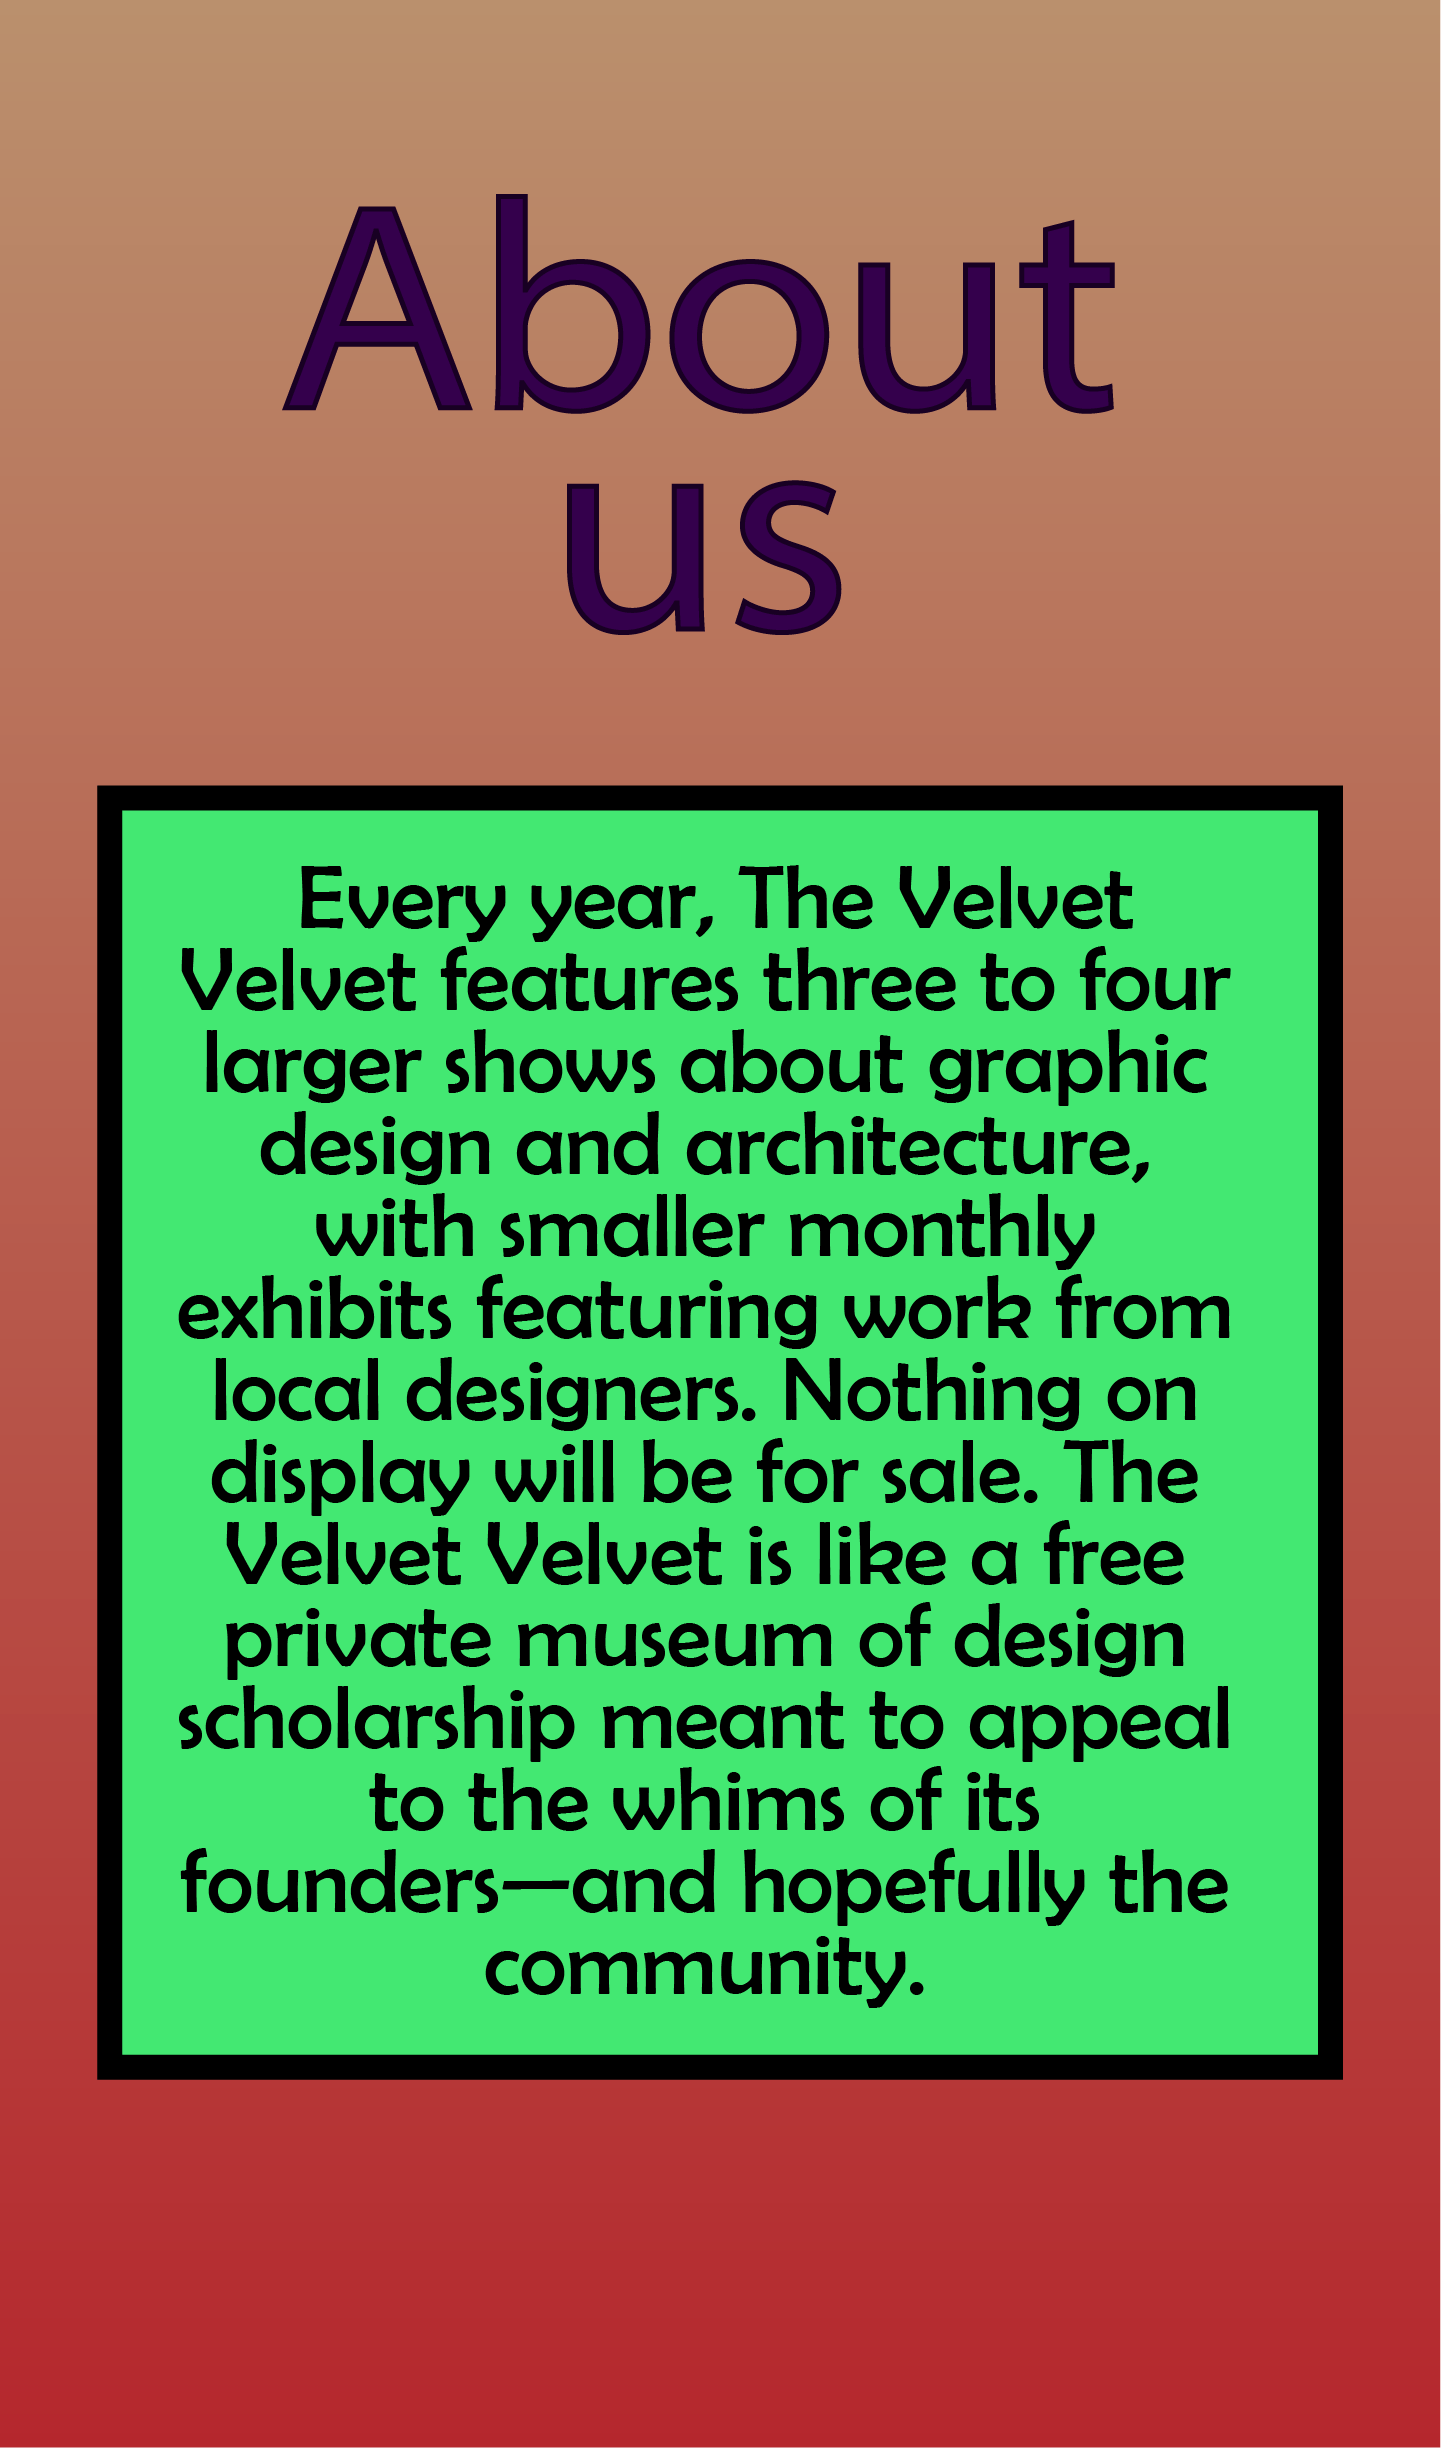 About
us
Every year, The Velvet
Velvet features three to four
larger shows about graphic
design and architecture,
with smaller monthly
exhibits featuring work from
local designers. Nothing on
display will be for sale. The
Velvet Velvet is like a free
private museum of design
scholarship meant to appeal
to the whims of its
founders—and hopefully the
community.